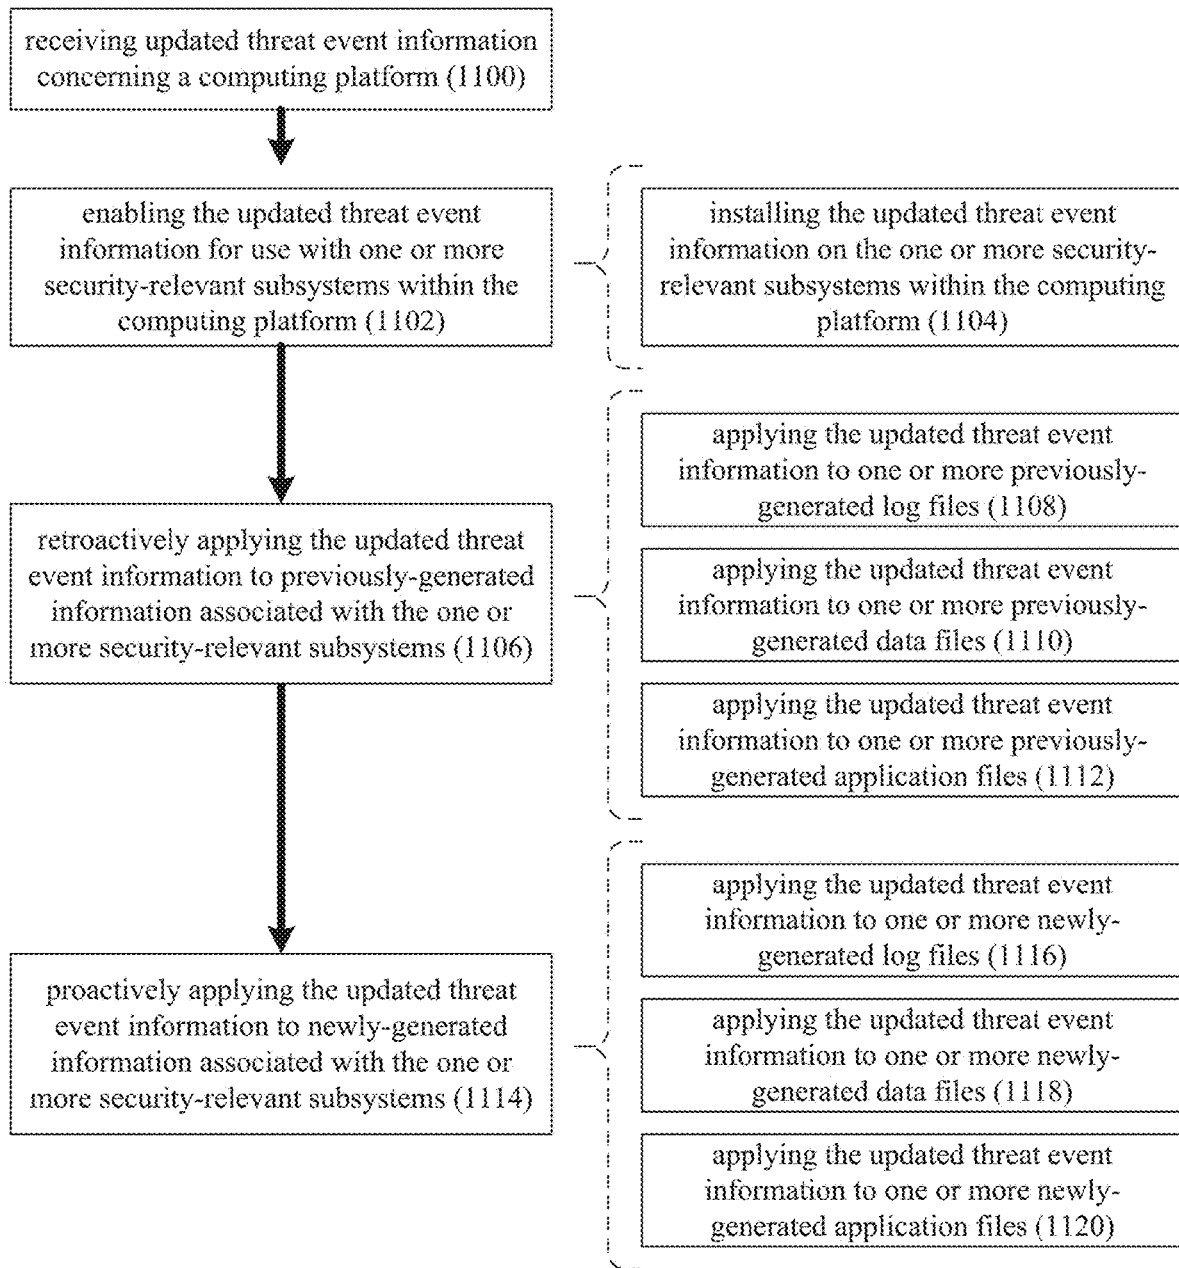 receiving updated threat event information
concerning a computing platform (1100)
enabling the updated threat event
information for use with one or more
security-relevant subsystems within the
computing platform (1102)
installing the updated threat event
information on the one or more security-
relevant subsystems within the computing
platform (1104)
retroactively applying the updated threat
event information to previously-generated
information associated with the one or
more security-relevant subsystems (1106)
applying the updated threat event
information to one or more previously-
generated log files (1108)
applying the updated threat event
information to one or more previously-
generated data files (1110)
applying the updated threat event
information to one or more previously-
generated application files (1112)
proactively applying the updated threat
event information to newly-generated
information associated with the one or
more security-relevant subsystems (1114)
applying the updated threat event
information to one or more newly-
generated log files (1116)
applying the updated threat event
information to one or more newly-
generated data files (1118)
applying the updated threat event
information to one or more newly-
generated application files (1120)